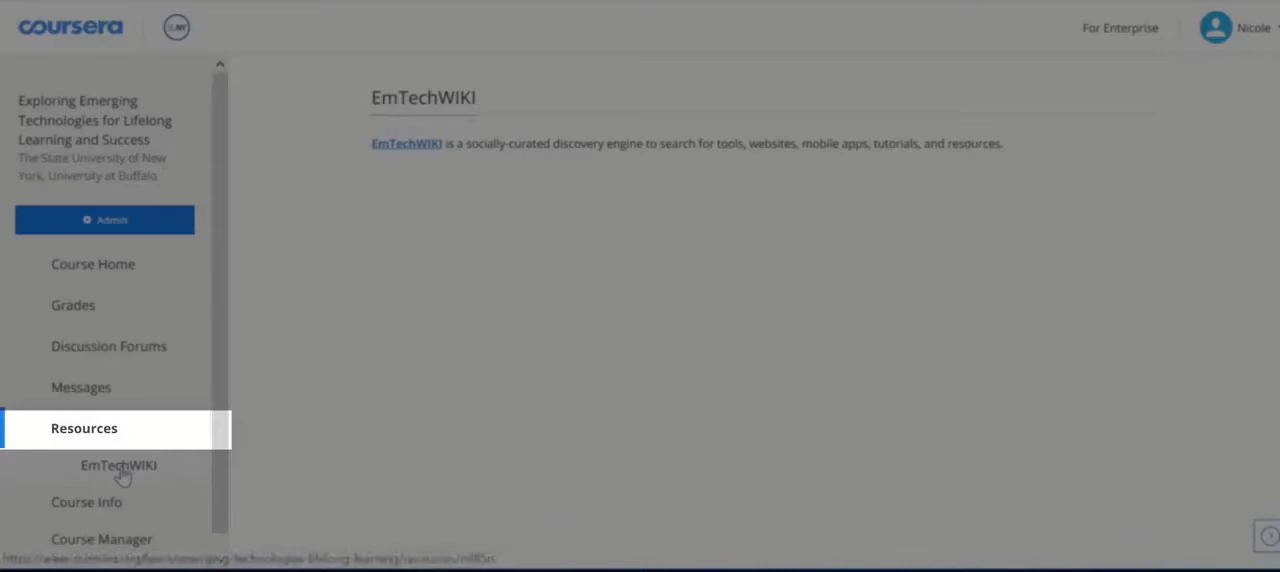 coursera
SUNY
For Enterprise
Nicole
Exploring Emerging
Technologies for Lifelong
Learning and Success
The State University of New
York, University at Buffalo
Admin
Course Home
Grades
Discussion Forums
Messages
Resources
EmTechWIKI
Course Info
Course Manager
EmTechWIKI
EmTechWIKI is a socially-curated discovery engine to search for tools, websites, mobile apps, tutorials, and resources.